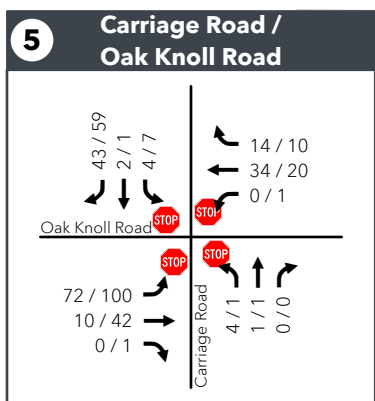 5
Carriage Road /
Oak Knoll Road
43 / 59
2 / 1
4 / 7
14 / 10
34 / 20
0 / 1
STOP
STOP
Oak Knoll Road
STOP
STOP
72 / 100
10 / 42
0 / 1
Carriage Road
4 / 1
1 / 1
0 / 0